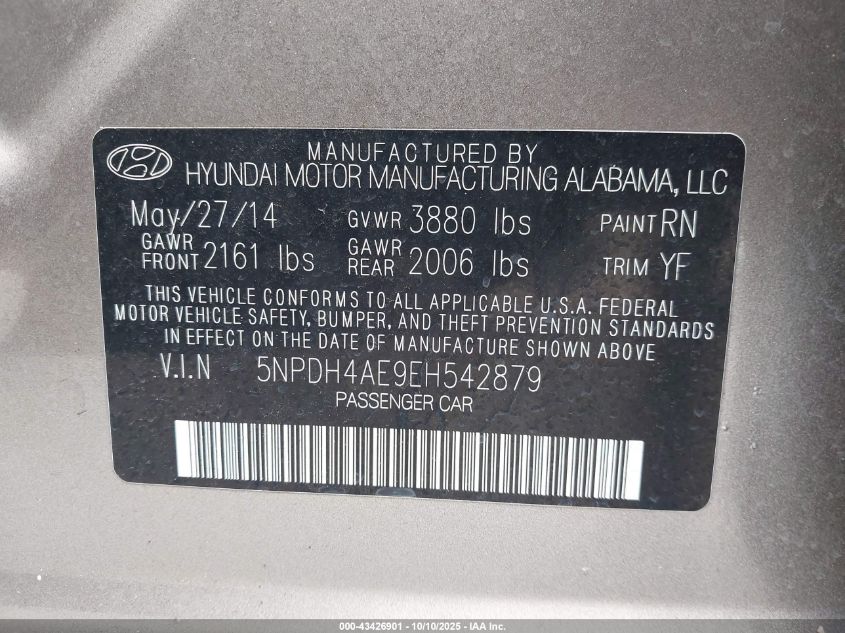 MANUFACTURED BY
HYUNDAI MOTOR MANUFACTURING ALABAMA, LLC
May/27/14 GVWR 3880 lbs PAINT RN
GAWR FRONT 2161 lbs GAWR REAR 2006 lbs TRIM YF
THIS VEHICLE CONFORMS TO ALL APPLICABLE U.S.A. FEDERAL
MOTOR VEHICLE SAFETY, BUMPER, AND THEFT PREVENTION STANDARDS
IN EFFECT ON THE DATE OF MANUFACTURE SHOWN ABOVE
V.I.N 5NPDH4AE9EH542879
PASSENGER CAR
000-43426901 - 10/10/2025 - IAA Inc.